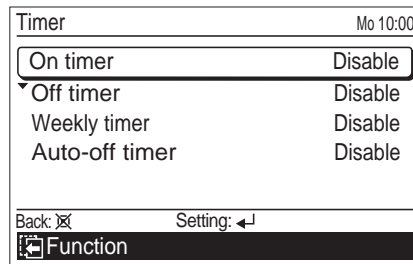 Timer Mo 10:00
On timer Disable
Off timer Disable
Weekly timer Disable
Auto-off timer Disable
Back: Setting:
Function